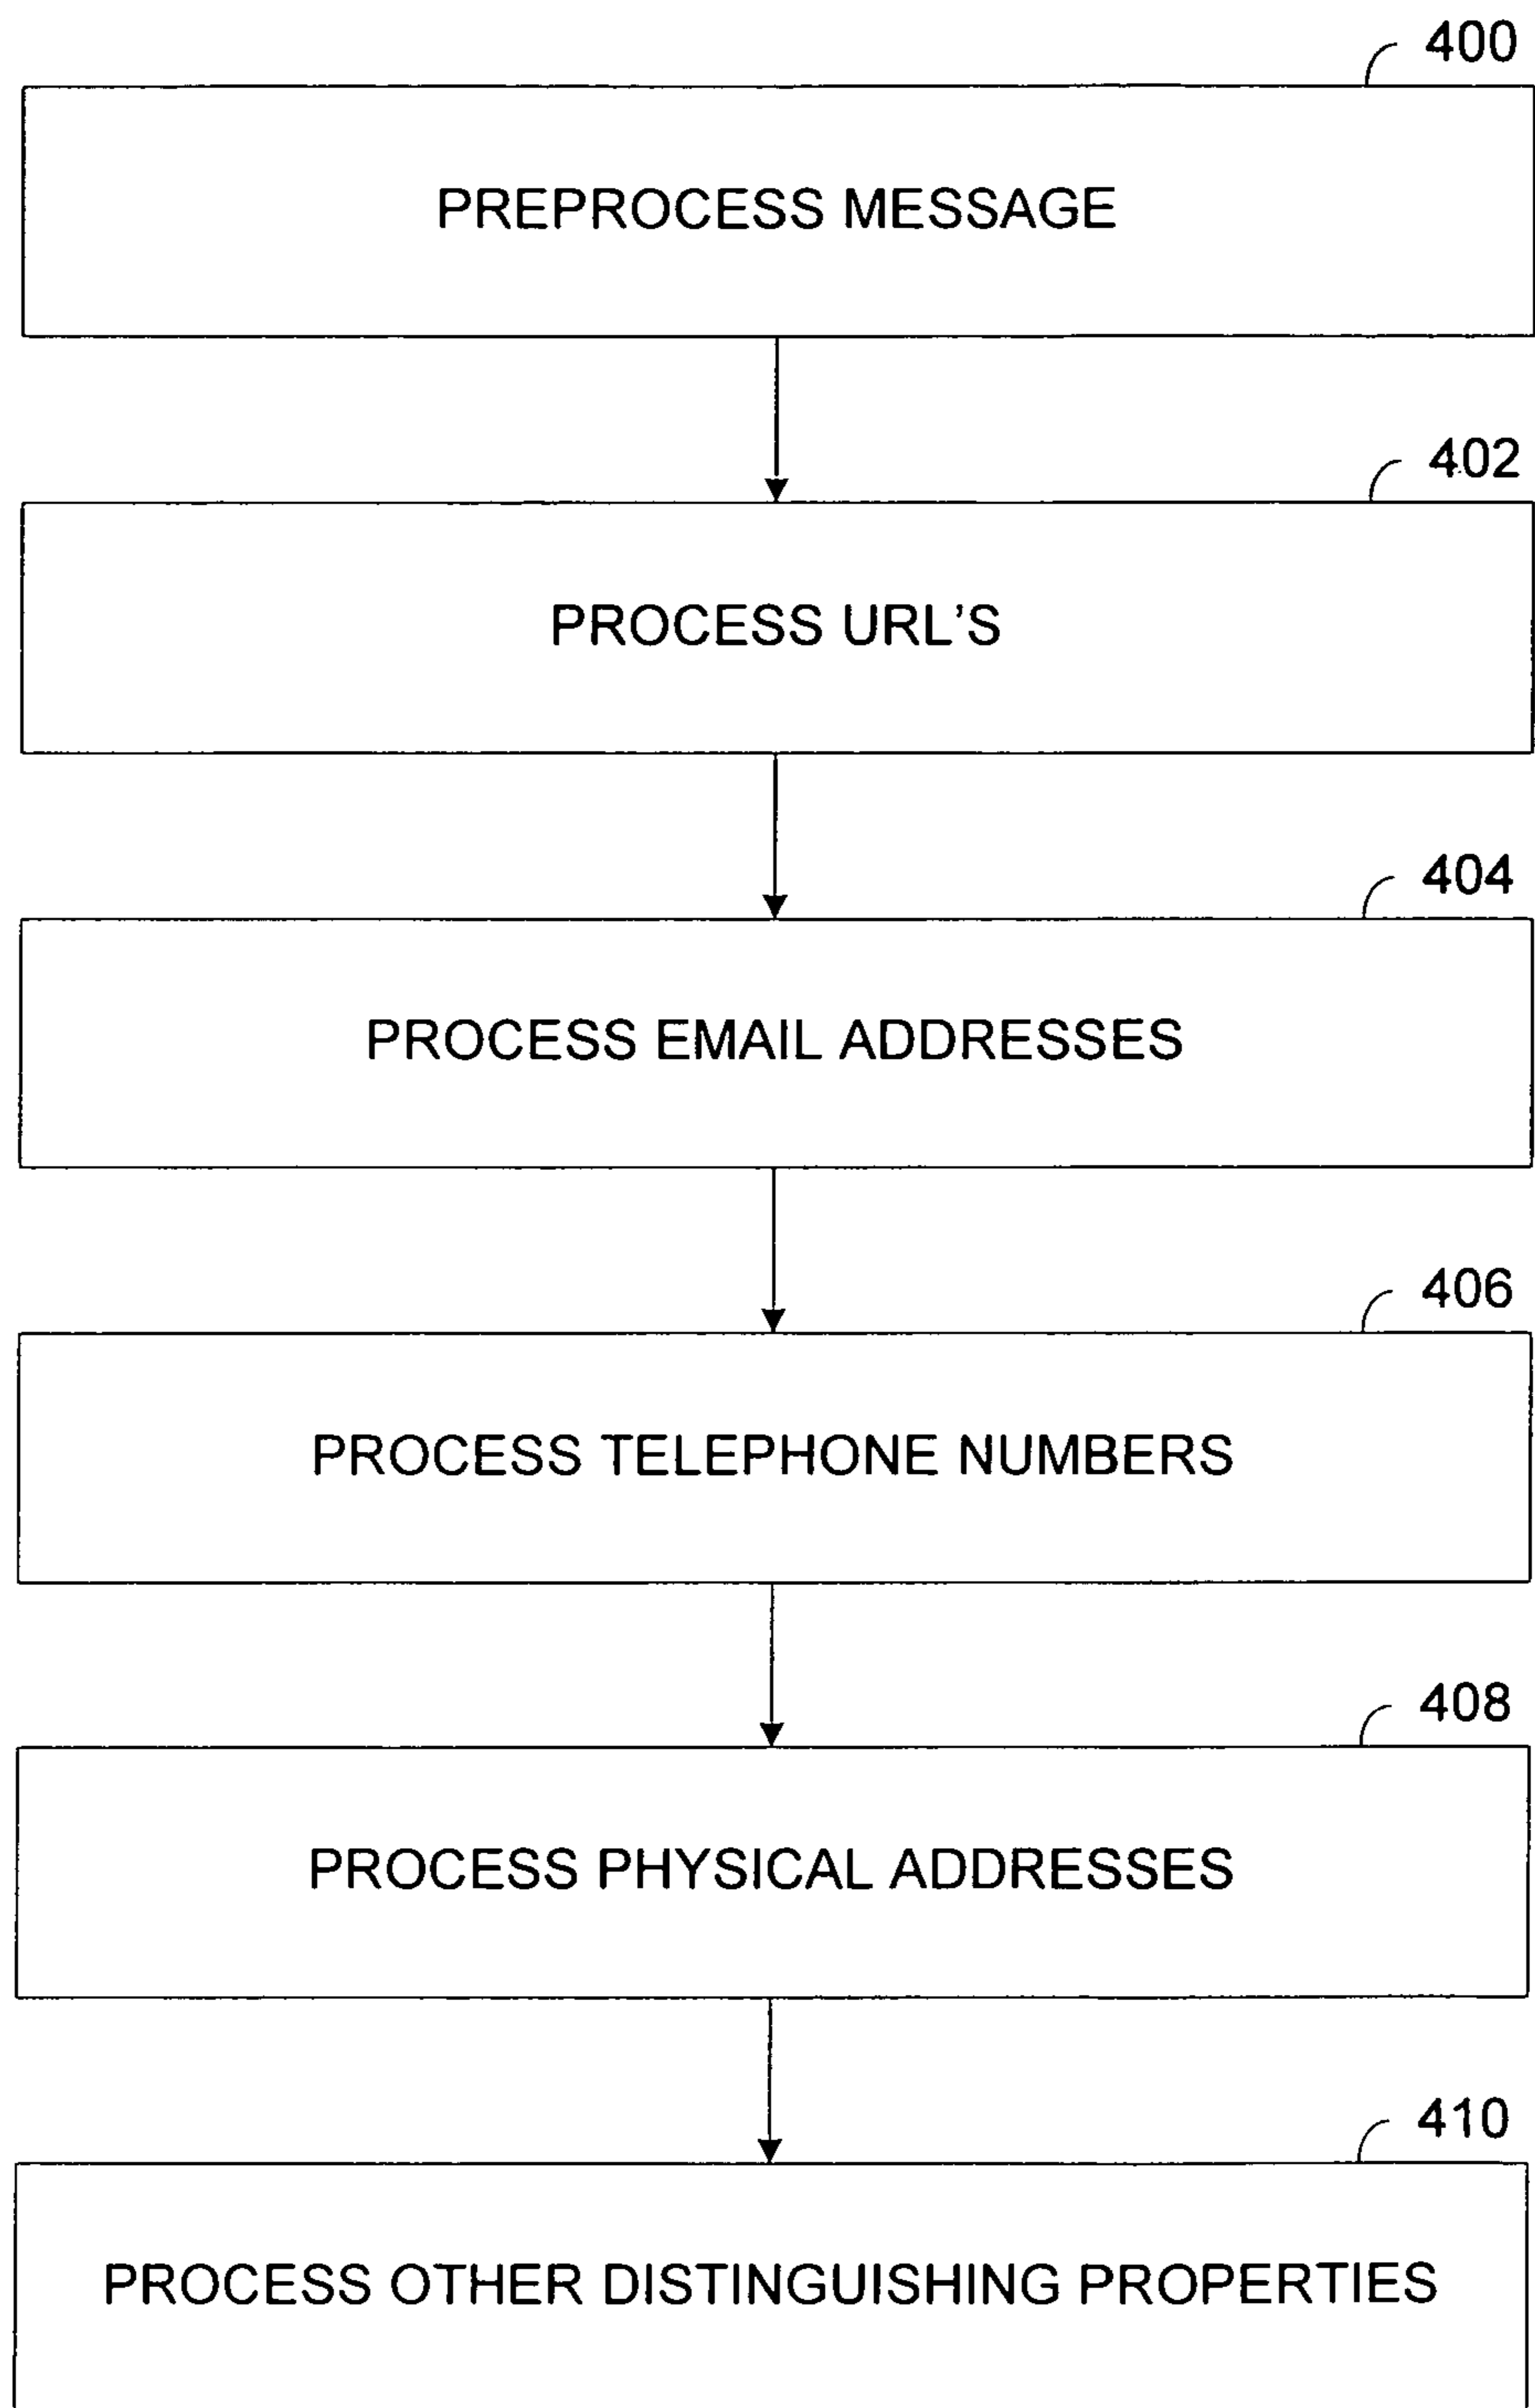 400
PREPROCESS MESSAGE
402
PROCESS URL’S
404
PROCESS EMAIL ADDRESSES
406
PROCESS TELEPHONE NUMBERS
408
PROCESS PHYSICAL ADDRESSES
410
PROCESS OTHER DISTINGUISHING PROPERTIES